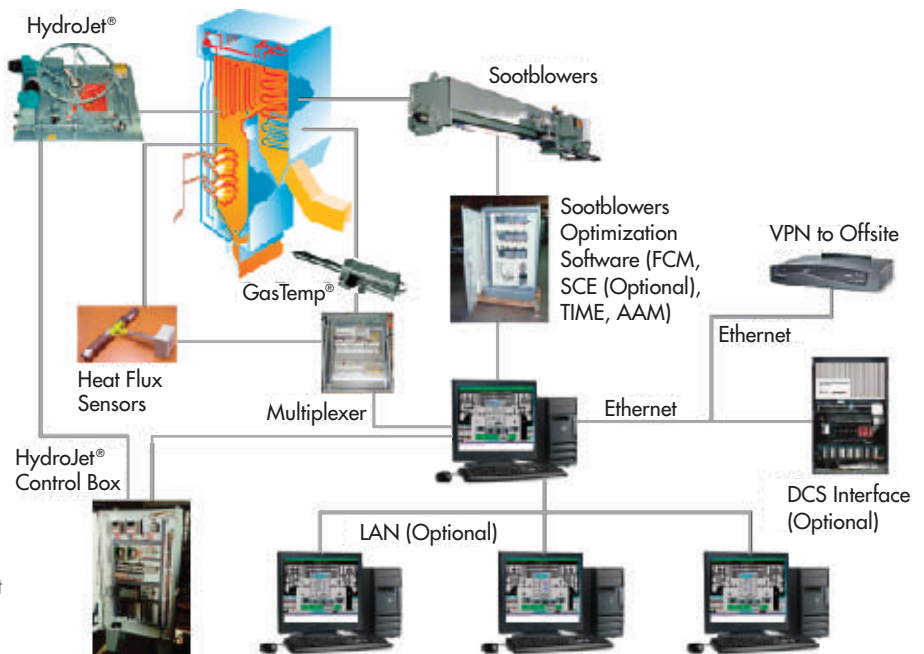 HydroJet®
Sootblowers
Sootblowers
Optimization
Software (FCM,
SCE (Optional),
TIME, AAM)
VPN to Offsite
GasTemp®
Ethernet
Heat Flux
Sensors
Multiplexer
Ethernet
HydroJet®
Control Box
DCS Interface
(Optional)
LAN (Optional)
t